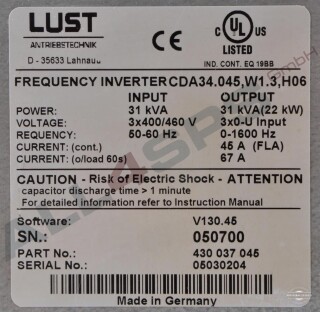 LUST
ANTRIEBSTECHNIK
D - 35633 Lahnau
CE
C UL US
LISTED
IND. CONT. EQ 19BB
FREQUENCY INVERTER CDA34.045,W1.3,H06
INPUT OUTPUT
POWER: 31 kVA 31 kVA(22 kW)
VOLTAGE: 3x400/460 V 3x0-U Input
FREQUENCY: 50-60 Hz 0-1600 Hz
CURRENT: (cont.) 45 A (FLA)
CURRENT: (o/load 60s) 67 A
CAUTION - Risk of Electric Shock - ATTENTION
capacitor discharge time > 1 minute
For detailed information refer to Instruction Manual
Software: V130.45
SN.: 050700
PART No.: 430 037 045
SERIAL No.: 05030204
Made in Germany